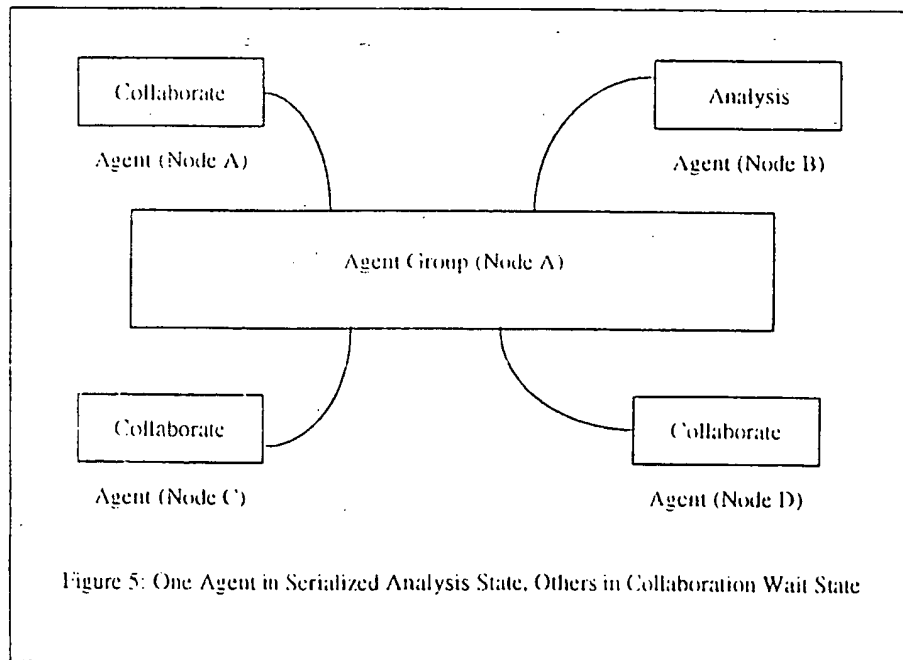 Collaborate
Analysis
Agent (Node A)
Agent (Node B)
Agent Group (Node A)
Collaborate
Collaborate
Agent (Node C)
Agent (Node D)
Figure 5: One Agent in Serialized Analysis State, Others in Collaboration Wait State